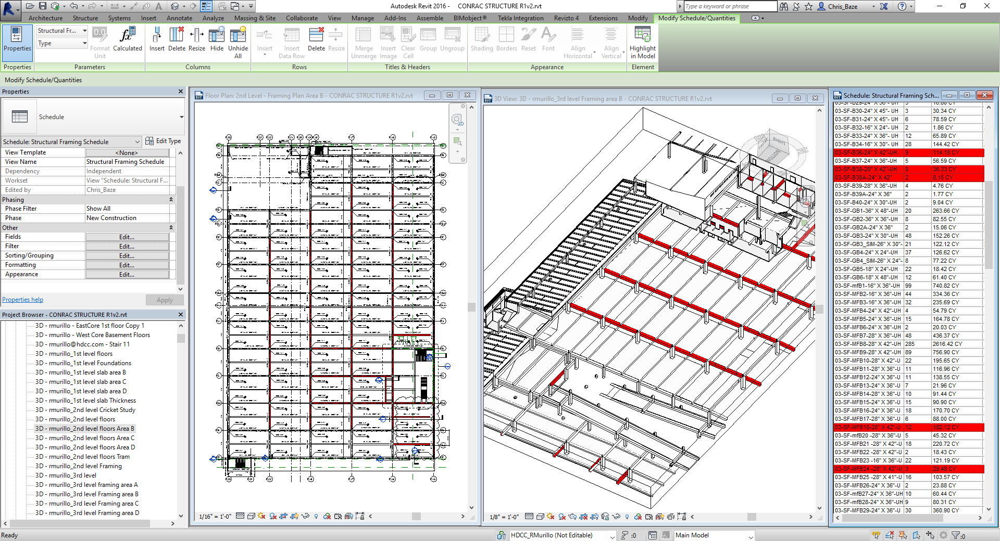 Autodesk Revit 2016 -    CONRAC STRUCTURE R1v2.rvt
Type a keyword or phrase
Chris_Baze
Architecture Structure Systems Insert Annotate Analyze Massing & Site Collaborate View Manage Add-Ins Assemble BIMobject® Tekla Integration Revizto 4 Extensions Modify Modify Schedule/Quantities
Properties
Structural Fr...
Type
Format Unit
Calculated
Insert Delete Resize Hide Unhide All
Insert
Insert Data Row
Delete Resize
Merge Unmerge
Insert Image
Clear Cell
Group Ungroup
Shading Borders Reset Font
Align Horizontal
Align Vertical
Highlight in Model
Properties Parameters Columns Rows Titles & Headers Appearance Element
Modify Schedule/Quantities
Properties
Schedule
Schedule: Structural Framing Schedule
Edit Type
View Template <None>
View Name Structural Framing Schedule
Dependency Independent
Workset View "Schedule: Structural F...
Edited by Chris_Baze
Phasing
Phase Filter Show All
Phase New Construction
Other
Fields Edit...
Filter Edit...
Sorting/Grouping Edit...
Formatting Edit...
Appearance Edit...
Properties help
Apply
Project Browser - CONRAC STRUCTURE R1v2.rvt
3D - rmurillo - EastCore 1st floor Copy 1
3D - rmurillo - West Core Basement Floors
3D - rmurillo@hdcc.com - Stair 11
3D - rmurillo_1st level floors
3D - rmurillo_1st level Foundations
3D - rmurillo_1st level slab area B
3D - rmurillo_1st level slab area C
3D - rmurillo_1st level slab area D
3D - rmurillo_1st level slab Thickness
3D - rmurillo_2nd level Cricket Study
3D - rmurillo_2nd level floors
3D - rmurillo_2nd level floors Area B
3D - rmurillo_2nd level floors Area C
3D - rmurillo_2nd level floors Area D
3D - rmurillo_2nd level floors Tram
3D - rmurillo_2nd level Framing
3D - rmurillo_3rd level
3D - rmurillo_3rd level framing area A
3D - rmurillo_3rd level Framing area B
3D - rmurillo_3rd level Framing area C
3D - rmurillo_3rd level Framing area D
Floor Plan: 2nd Level - Framing Plan Area B - CONRAC STRUCTURE R1v2.rvt
2D
1/16" = 1'-0"
3D View: 3D - rmurillo_3rd level Framing area B - CONRAC STRUCTURE R1v2.rvt
RIGHT
1/8" = 1'-0"
Schedule: Structural Framing Sch...
03-SF-B29-24" X 36"- UH 5 16.80 CY
03-SF-B30-24" X 45"- UH 3 30.34 CY
03-SF-B31-24" X 45"- UH 6 78.59 CY
03-SF-B32-16" X 24"- UH 2 1.86 CY
03-SF-B33-24" X 36"- UH 12 65.89 CY
03-SF-B34-16" X 30"- UH 28 144.42 CY
03-SF-B36-24" X 42"-UH 9 114.18 CY
03-SF-B37-24" X 36"-UH 5 56.59 CY
03-SF-B38-28" X 42"-UH 8 36.33 CY
03-SF-B38A-24" X 42" 2 8.15 CY
03-SF-B39-28" X 36"-UH 4 4.76 CY
03-SF-B39A-24" X 36" 2 1.77 CY
03-SF-B40-24" X 30"-UH 2 9.04 CY
03-SF-GB1-36" X 48"-UH 20 263.66 CY
03-SF-GB2-36" X 36"-UH 8 82.55 CY
03-SF-GB2A-24" X 36" 2 15.06 CY
03-SF-GB3-24" X 30"-UH 48 152.26 CY
03-SF-GB3_SIM-26" X 30"- 21 122.12 CY
03-SF-GB4-24" X 24"-UH 37 126.62 CY
03-SF-GB4_SIM-26" X 24"- 8 77.22 CY
03-SF-GB5-18" X 24"-UH 22 18.42 CY
03-SF-GB6-18" X 48"-UH 12 61.40 CY
03-SF-mfB1-16" X 36"-UH 99 740.82 CY
03-SF-MFB2-16" X 36"-UH 44 334.36 CY
03-SF-MFB3-16" X 36"-UH 32 235.69 CY
03-SF-MFB4-24" X 42"-UH 4 54.79 CY
03-SF-MFB5-24" X 36"-UH 15 164.78 CY
03-SF-MFB6-24" X 36"-UH 2 20.03 CY
03-SF-MFB7-28" X 36"-UH 48 436.37 CY
03-SF-MFB8-28" X 42"-UH 285 2616.42 CY
03-SF-MFB9-28" X 42"-UH 89 756.90 CY
03-SF-MFB10-28" X 42"-U 22 195.65 CY
03-SF-MFB11-28" X 42"-U 11 116.96 CY
03-SF-MFB12-24" X 36"-U 11 138.55 CY
03-SF-MFB13-24" X 36"-U 7 21.96 CY
03-SF-MFB14-28" X 36"-U 10 91.44 CY
03-SF-MFB15-24" X 36"-U 15 90.90 CY
03-SF-MFB16-24" X 36"-U 18 170.70 CY
03-SF-MFB17-28" X 36"-U 6 88.00 CY
03-SF-MFB18-28" X 42"-U 12 182.12 CY
03-SF-mfB20 -28" X 36"-U 5 45.32 CY
03-SF-MFB21 -28" X 42"-U 18 220.72 CY
03-SF-MFB22 -28" X 42"-U 2 18.43 CY
03-SF-MFB23 -16" X 36"-U 22 121.19 CY
03-SF-MFB24 -28" X 42"-U 3 29.48 CY
03-SF-MFB25 -28" X 41"-U 16 103.57 CY
03-SF-MFB26-24" X 36"-U 2 23.88 CY
03-SF-mfB27-24" X 36"-UH 10 60.44 CY
03-SF-mfB28-24" X 36"-UH 9 80.31 CY
03-SF-MFB29-24" X 36"-U 30 360.90 CY
Ready
HDCC_RMurillo (Not Editable)
:0
Main Model
:0